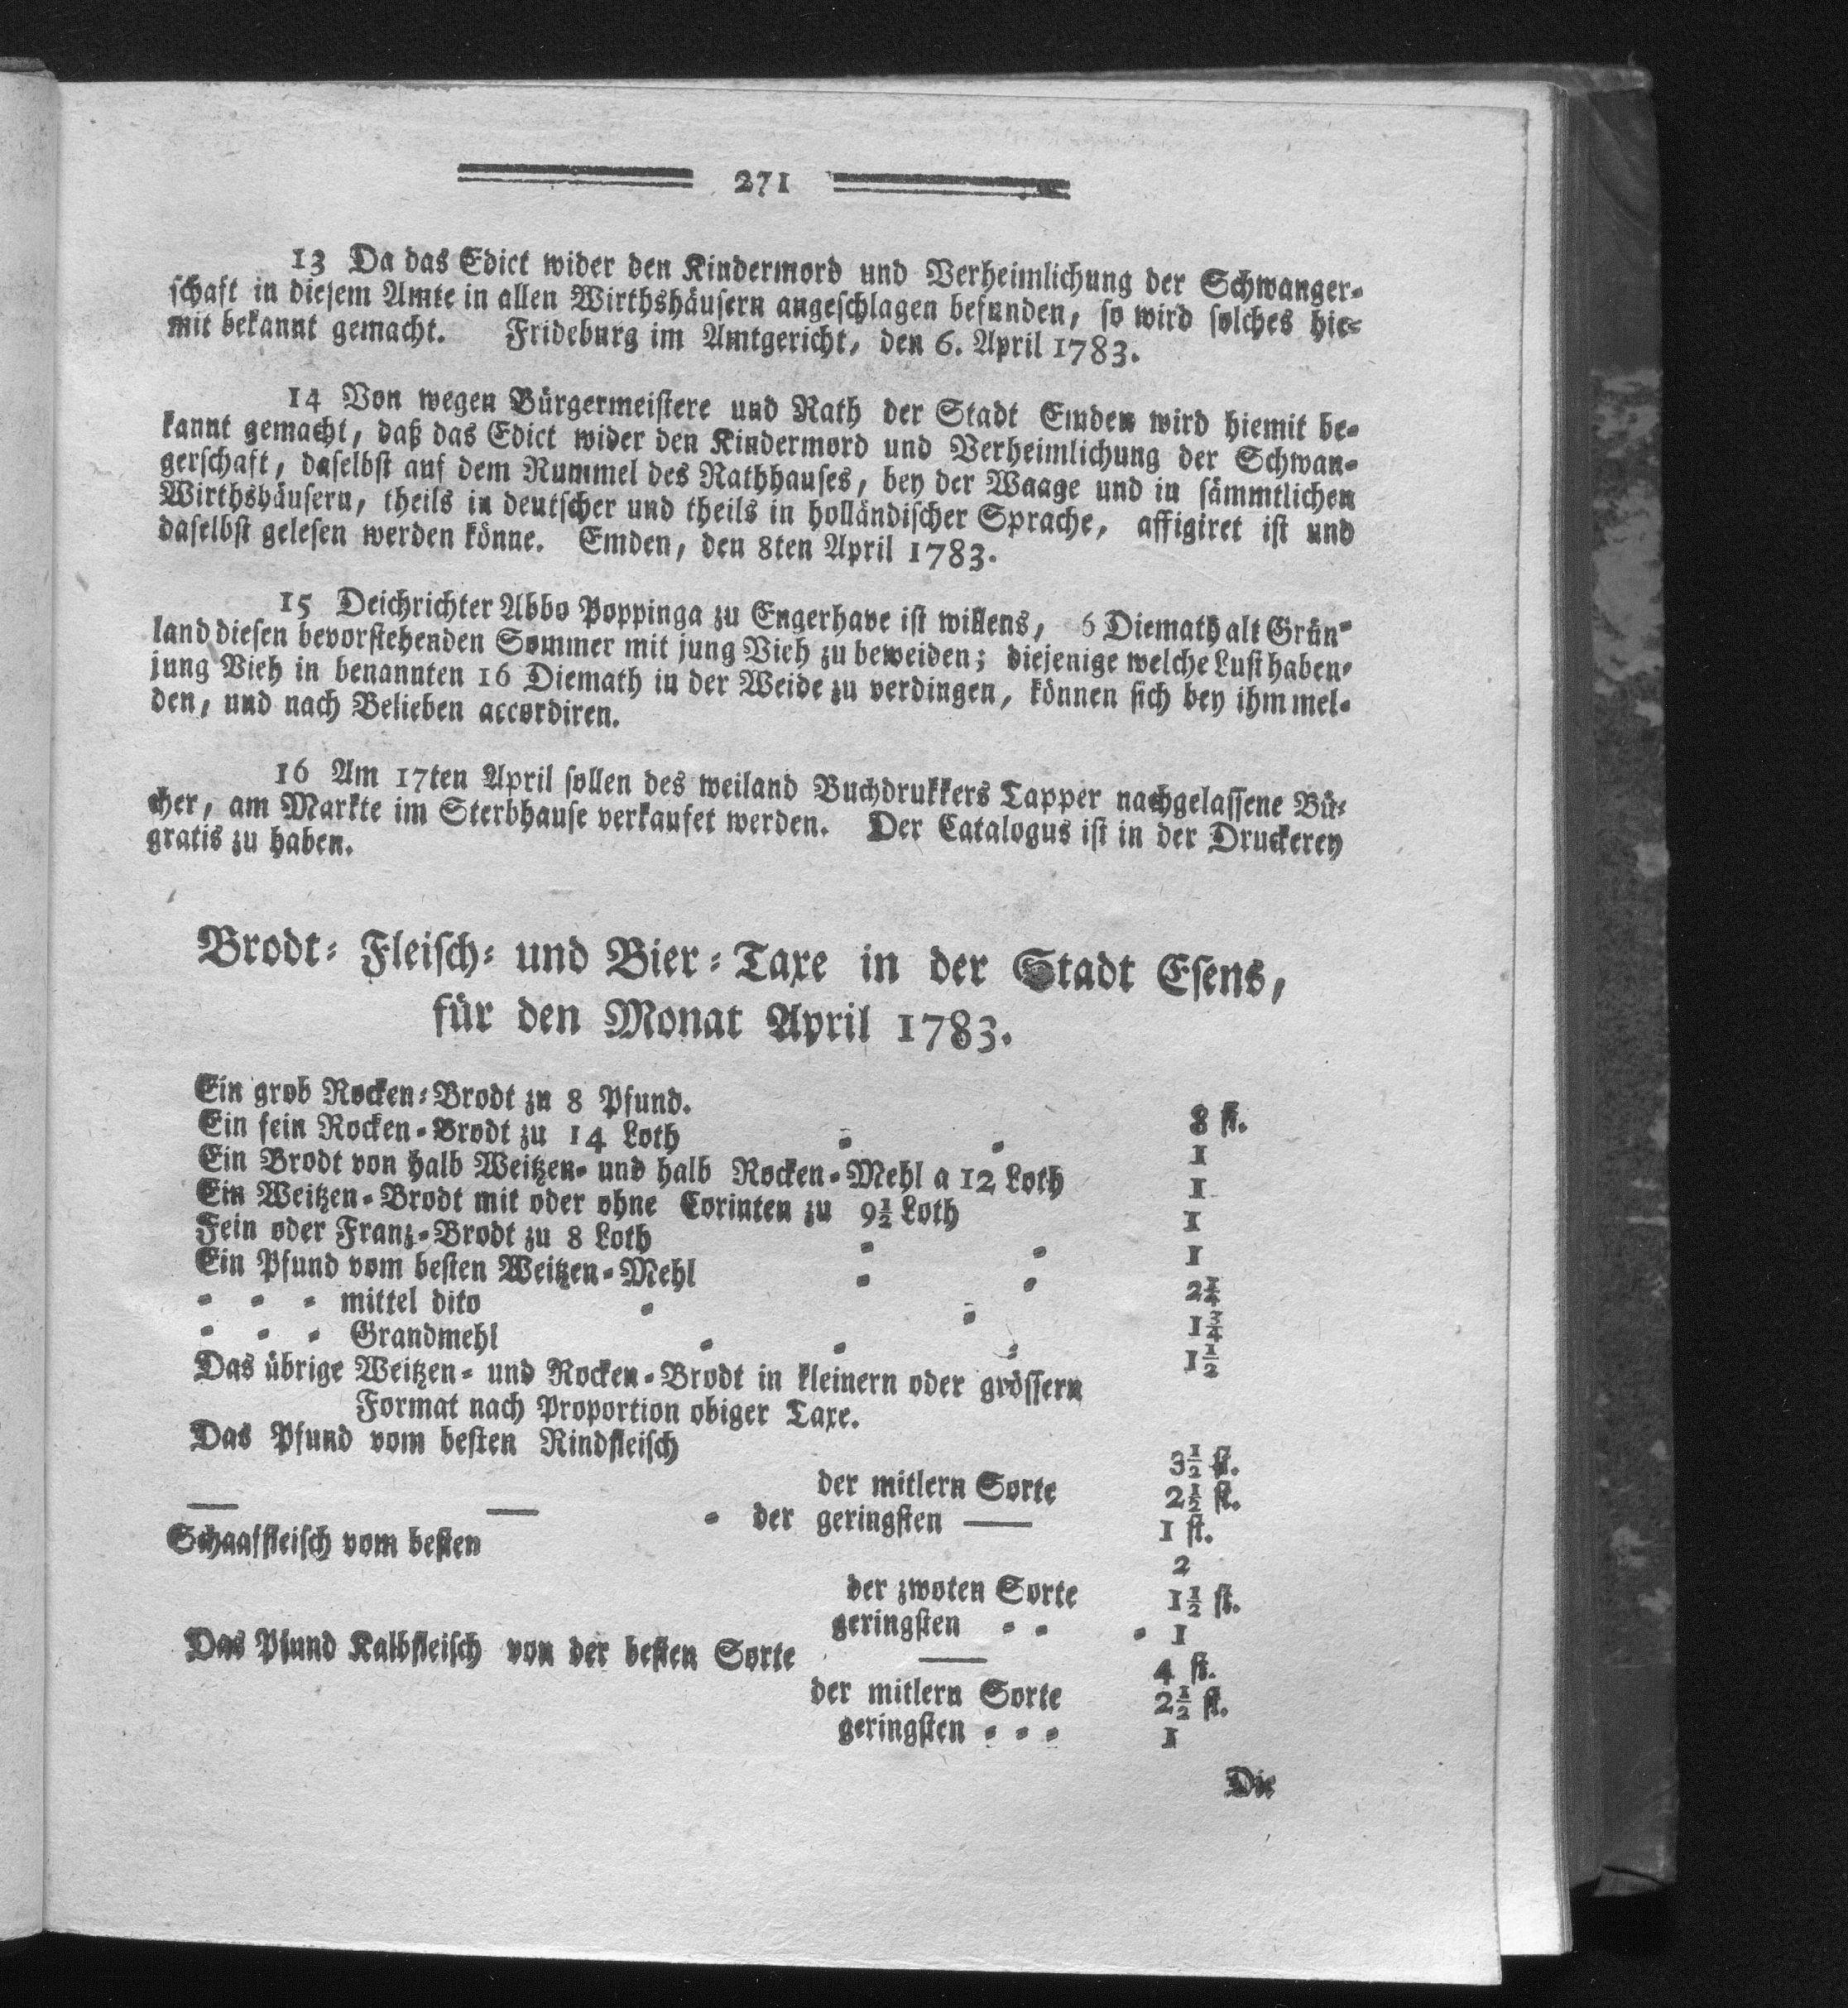 271
13 Da das Edict wider den Kindermord und Verheimlichung der Schwanger-
schaft in diesem Amte in allen Wirthshäusern angeschlagen befunden, so wird solches hie-
mit bekannt gemacht. Frideburg im Amtgericht, den 6. April 1783.
14 Von wegen Bürgermeistere und Rath der Stadt Emden wird hiemit be-
kannt gemacht, daß das Edict wider den Kindermord und Verheimlichung der Schwan-
gerschaft, daselbst auf dem Rummel des Rathhauses, bey der Waage und in sämmtlichen
Wirthshäusern, theils in deutscher und theils in holländischer Sprache, affigiret ist und
daselbst gelesen werden könne. Emden, den 8ten April 1783.
15 Deichrichter Abbo Poppinga zu Engerhave ist willens, 6 Diemath alt Grün-
land diesen bevorstehenden Sommer mit jung Vieh zu beweiden; diejenige welche Lust haben,
jung Vieh in benannten 16 Diemath in der Weide zu verdingen, können sich bey ihm mel-
den, und nach Belieben accordiren.
16 Am 17ten April sollen des weiland Buchdrukkers Tapper nachgelassene Bü-
cher, am Markte im Sterbhause verkaufet werden. Der Catalogus ist in der Druckerey
gratis zu haben.
Brodt- Fleisch- und Bier-Taxe in der Stadt Esens,
für den Monat April 1783.
Ein grob Rocken-Brodt zu 8 Pfund. 8 st.
Ein fein Rocken-Brodt zu 14 Loth - - 1
Ein Brodt von halb Weitzen- und halb Rocken-Mehl a 12 Loth 1
Ein Weitzen-Brodt mit oder ohne Corinten zu 9½ Loth 1
Fein oder Franz-Brodt zu 8 Loth - - 1
Ein Pfund vom besten Weitzen-Mehl - - 2¼
- - - mittel dito - - 1¾
- - - Grandmehl - - - 1½
Das übrige Weitzen- und Rocken-Brodt in kleinern oder grössern
Format nach Proportion obiger Taxe.
Das Pfund vom besten Rindfleisch 3½ st.
der mitlern Sorte 2½ st.
— — - der geringsten — 1 st.
Schaaffleisch vom besten 2
der zwoten Sorte 1½ st.
geringsten - - - 1
Das Pfund Kalbfleisch von der besten Sorte — 4 st.
der mitlern Sorte 2½ st.
geringsten - - - 1
Die